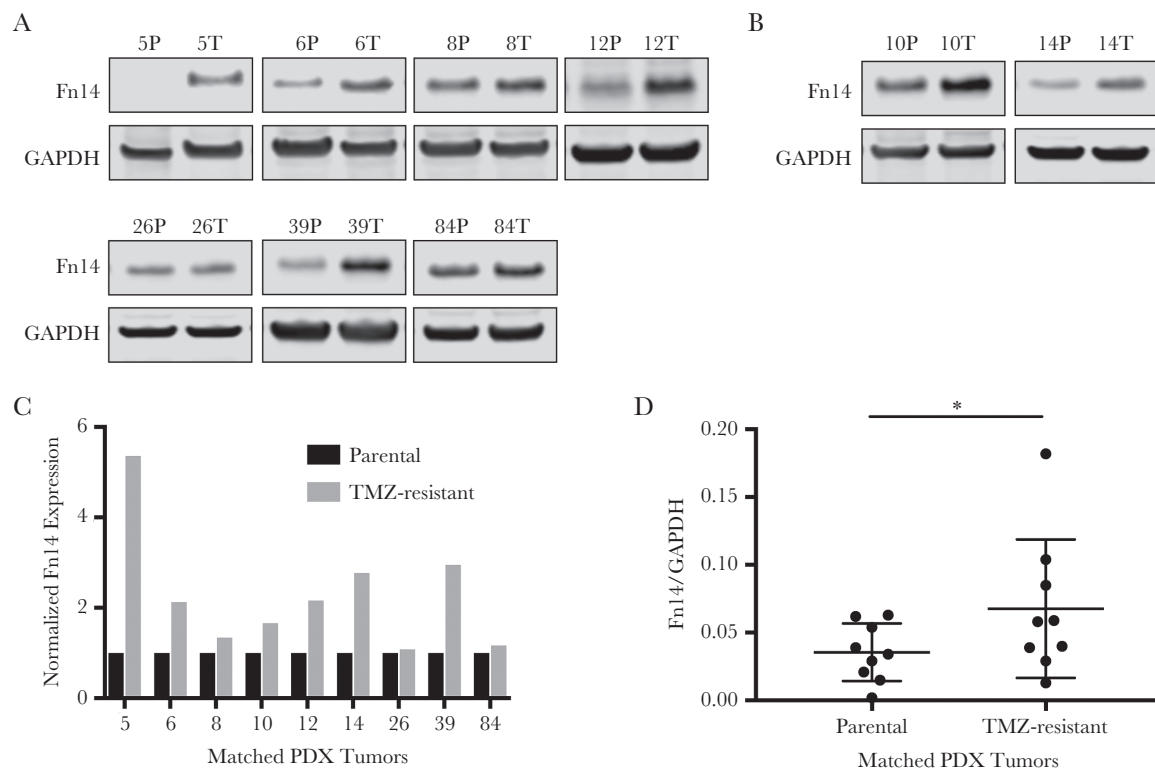 A
B
5P 5T 6P 6T 8P 8T 12P 12T
10P 10T 14P 14T
Fn14
Fn14
GAPDH
GAPDH
26P 26T 39P 39T 84P 84T
Fn14
GAPDH
C
6
4
2
0
Normalized Fn14 Expression
Parental
TMZ-resistant
5 6 8 10 12 14 26 39 84
Matched PDX Tumors
D
*
0.20
0.15
0.10
0.05
0.00
Fn14/GAPDH
Parental TMZ-resistant
Matched PDX Tumors